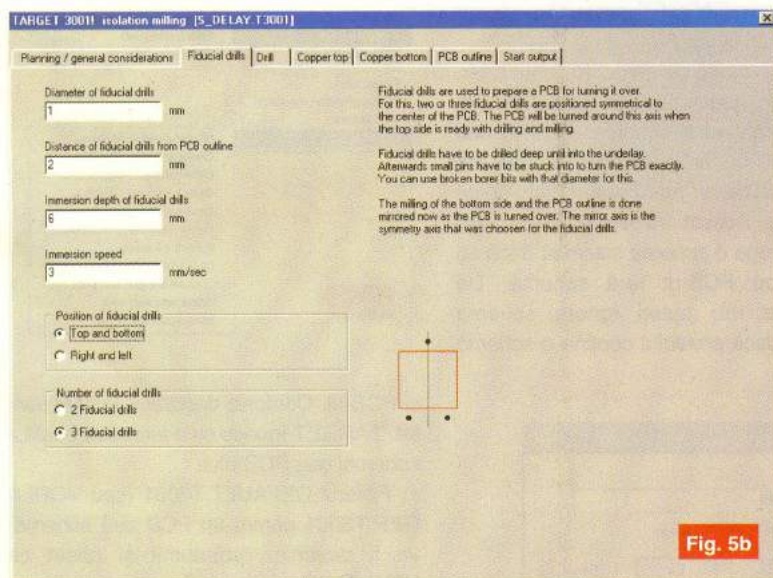 TARGET 3001! isolation milling [S_DELAY.T3001]
Planning / general considerations Fiducial drills Drill Copper top Copper bottom PCB outline Start output
Diameter of fiducial drills
1 mm
Distance of fiducial drills from PCB outline
2 mm
Immersion depth of fiducial drills
6 mm
Immersion speed
3 mm/sec
Position of fiducial drills
Top and bottom
Right and left
Number of fiducial drills
2 Fiducial drills
3 Fiducial drills
Fiducial drills are used to prepare a PCB for turning it over.
For this, two or three fiducial drills are positioned symmetrical to
the center of the PCB. The PCB will be turned around this axis when
the top side is ready with drilling and milling.
Fiducial drills have to be drilled deep until into the underlay.
Afterwards small pins have to be stuck into to turn the PCB exactly.
You can use broken borer bits with that diameter for this.
The milling of the bottom side and the PCB outline is done
mirrored now as the PCB is turned over. The mirror axis is the
symmetry axis that was choosen for the fiducial drills.
Fig. 5b